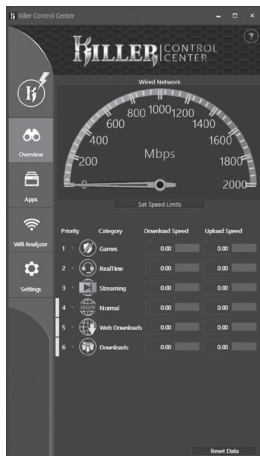 Killer Control Center
KILLER CONTROL CENTER
?
Wired Network
0 200 400 600 800 1000 1200 1400 1600 1800 2000
Mbps
Set Speed Limits
Overview
Apps
Wifi Analyzer
Settings
Priority Category Download Speed Upload Speed
1 Games 0.00 0.00
2 RealTime 0.00 0.00
3 Streaming 0.00 0.00
4 Normal 0.00 0.00
5 Web Downloads 0.00 0.00
6 Downloads 0.00 0.00
Reset Data